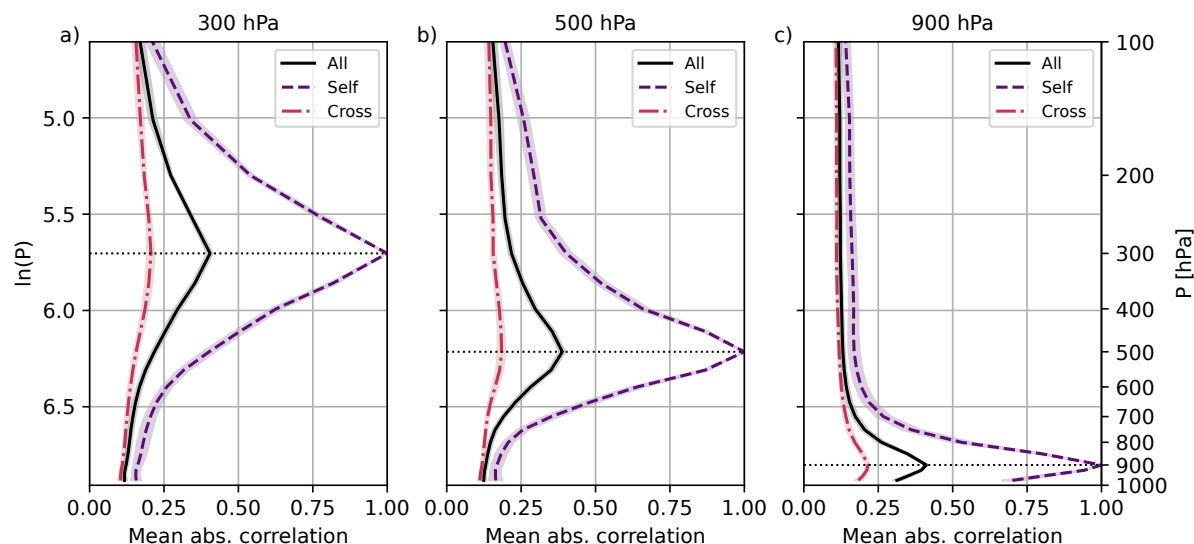 a) 300 hPa
b) 500 hPa
c) 900 hPa
All
Self
Cross
All
Self
Cross
All
Self
Cross
5.0
5.5
6.0
6.5
ln(P)
100
200
300
400
500
600
700
800
900
1000
P [hPa]
0.00 0.25 0.50 0.75 1.00
0.00 0.25 0.50 0.75 1.00
0.00 0.25 0.50 0.75 1.00
Mean abs. correlation
Mean abs. correlation
Mean abs. correlation